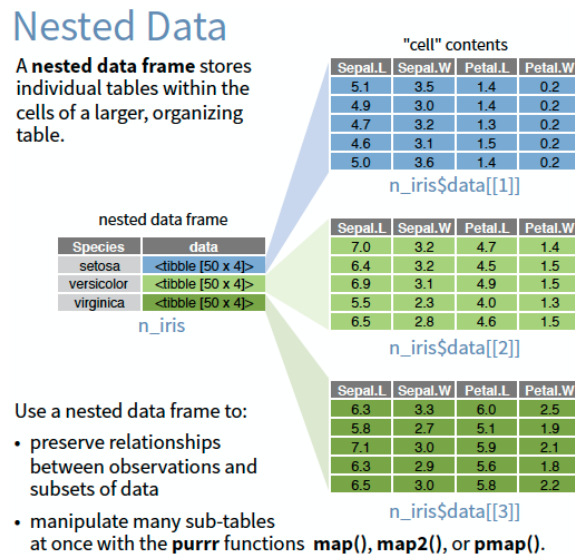 Nested Data
A nested data frame stores
individual tables within the
cells of a larger, organizing
table.
"cell" contents
Sepal.L Sepal.W Petal.L Petal.W
5.1 3.5 1.4 0.2
4.9 3.0 1.4 0.2
4.7 3.2 1.3 0.2
4.6 3.1 1.5 0.2
5.0 3.6 1.4 0.2
n_iris$data[[1]]
nested data frame
Species data
setosa <tibble [50 x 4]>
versicolor <tibble [50 x 4]>
virginica <tibble [50 x 4]>
n_iris
Sepal.L Sepal.W Petal.L Petal.W
7.0 3.2 4.7 1.4
6.4 3.2 4.5 1.5
6.9 3.1 4.9 1.5
5.5 2.3 4.0 1.3
6.5 2.8 4.6 1.5
n_iris$data[[2]]
Sepal.L Sepal.W Petal.L Petal.W
6.3 3.3 6.0 2.5
5.8 2.7 5.1 1.9
7.1 3.0 5.9 2.1
6.3 2.9 5.6 1.8
6.5 3.0 5.8 2.2
n_iris$data[[3]]
Use a nested data frame to:
• preserve relationships
between observations and
subsets of data
• manipulate many sub-tables
at once with the purrr functions map(), map2(), or pmap().